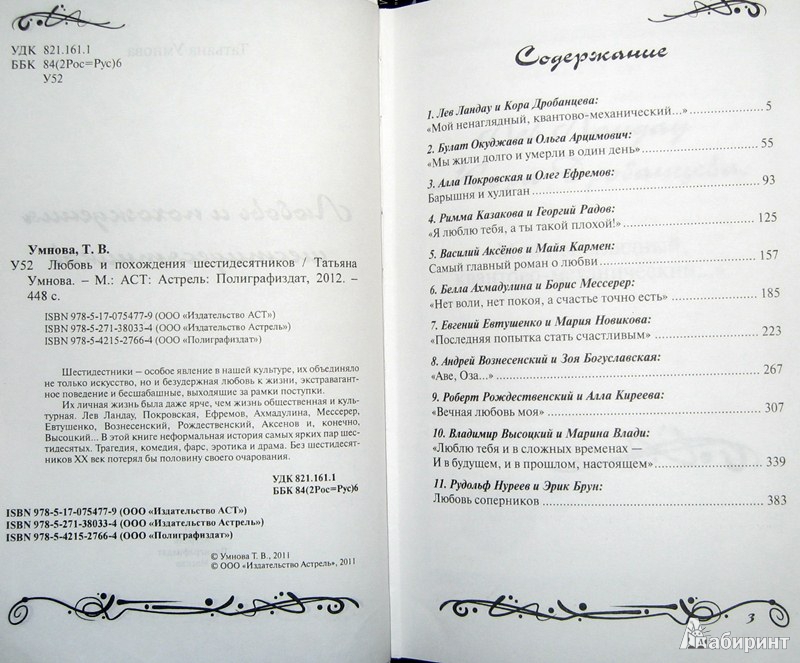 УДК 821.161.1
ББК 84(2Рос=Рус)6
У52
Татьяна Умнова
Умнова, Т. В.
У52 Любовь и похождения шестидесятников / Татьяна
Умнова. – М.: АСТ: Астрель: Полиграфиздат, 2012. –
448 с.
ISBN 978-5-17-075477-9 (ООО «Издательство АСТ»)
ISBN 978-5-271-38033-4 (ООО «Издательство Астрель»)
ISBN 978-5-4215-2766-4 (ООО «Полиграфиздат»)
Шестидестники – особое явление в нашей культуре, их объединяло
не только искусство, но и безудержная любовь к жизни, экстравагант-
ное поведение и бесшабашные, выходящие за рамки поступки.
Их личная жизнь была даже ярче, чем жизнь общественная и куль-
турная. Лев Ландау, Покровская, Ефремов, Ахмадулина, Мессерер,
Евтушенко, Вознесенский, Рождественский, Аксенов и, конечно,
Высоцкий... В этой книге неформальная история самых ярких пар шес-
тидесятых. Трагедия, комедия, фарс, эротика и драма. Без шестидесят-
ников XX век потерял бы половину своего очарования.
УДК 821.161.1
ББК 84(2Рос=Рус)6
ISBN 978-5-17-075477-9 (ООО «Издательство АСТ»)
ISBN 978-5-271-38033-4 (ООО «Издательство Астрель»)
ISBN 978-5-4215-2766-4 (ООО «Полиграфиздат»)
© Умнова Т. В., 2011
© ООО «Издательство Астрель», 2011
Содержание
1. Лев Ландау и Кора Дробанцева:
«Мой ненаглядный, квантово-механический...» 5
2. Булат Окуджава и Ольга Арцимович:
«Мы жили долго и умерли в один день» 55
3. Алла Покровская и Олег Ефремов:
Барышня и хулиган 93
4. Римма Казакова и Георгий Радов:
«Я люблю тебя, а ты такой плохой!» 125
5. Василий Аксёнов и Майя Кармен:
Самый главный роман о любви 157
6. Белла Ахмадулина и Борис Мессерер:
«Нет воли, нет покоя, а счастье точно есть» 185
7. Евгений Евтушенко и Мария Новикова:
«Последняя попытка стать счастливым» 223
8. Андрей Вознесенский и Зоя Богуславская:
«Аве, Оза...» 267
9. Роберт Рождественский и Алла Киреева:
«Вечная любовь моя» 307
10. Владимир Высоцкий и Марина Влади:
«Люблю тебя и в сложных временах —
И в будущем, и в прошлом, настоящем» 339
11. Рудольф Нуреев и Эрик Брун:
Любовь соперников 383
3
Лабиринт